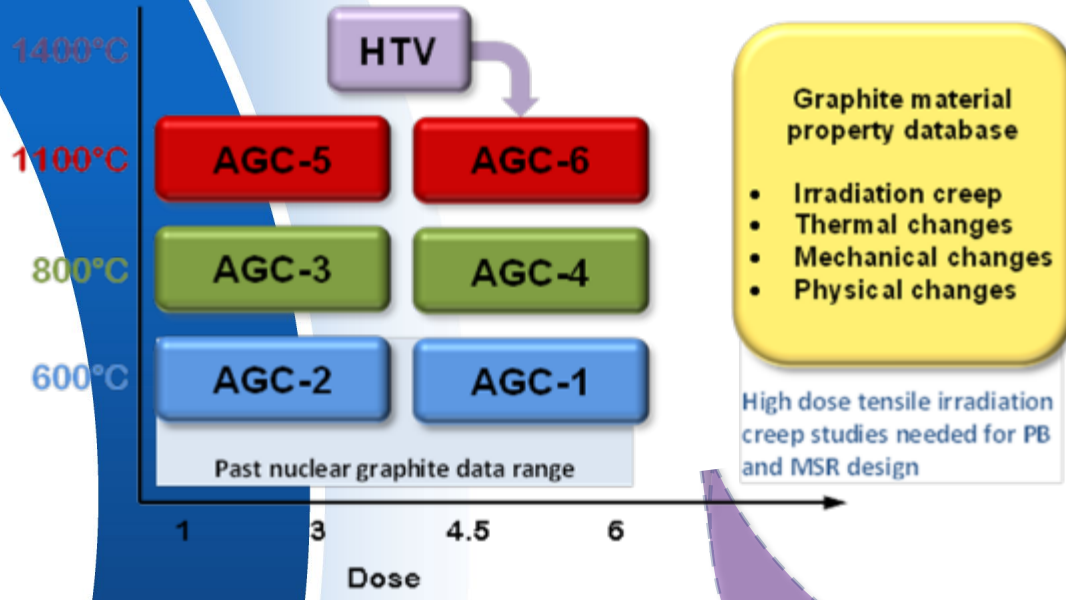 1400°C
HTV
1100°C
AGC-5
AGC-6
800°C
AGC-3
AGC-4
600°C
AGC-2
AGC-1
Past nuclear graphite data range
1
3
4.5
6
Dose
Graphite material
property database
• Irradiation creep
• Thermal changes
• Mechanical changes
• Physical changes
High dose tensile irradiation
creep studies needed for PB
and MSR design